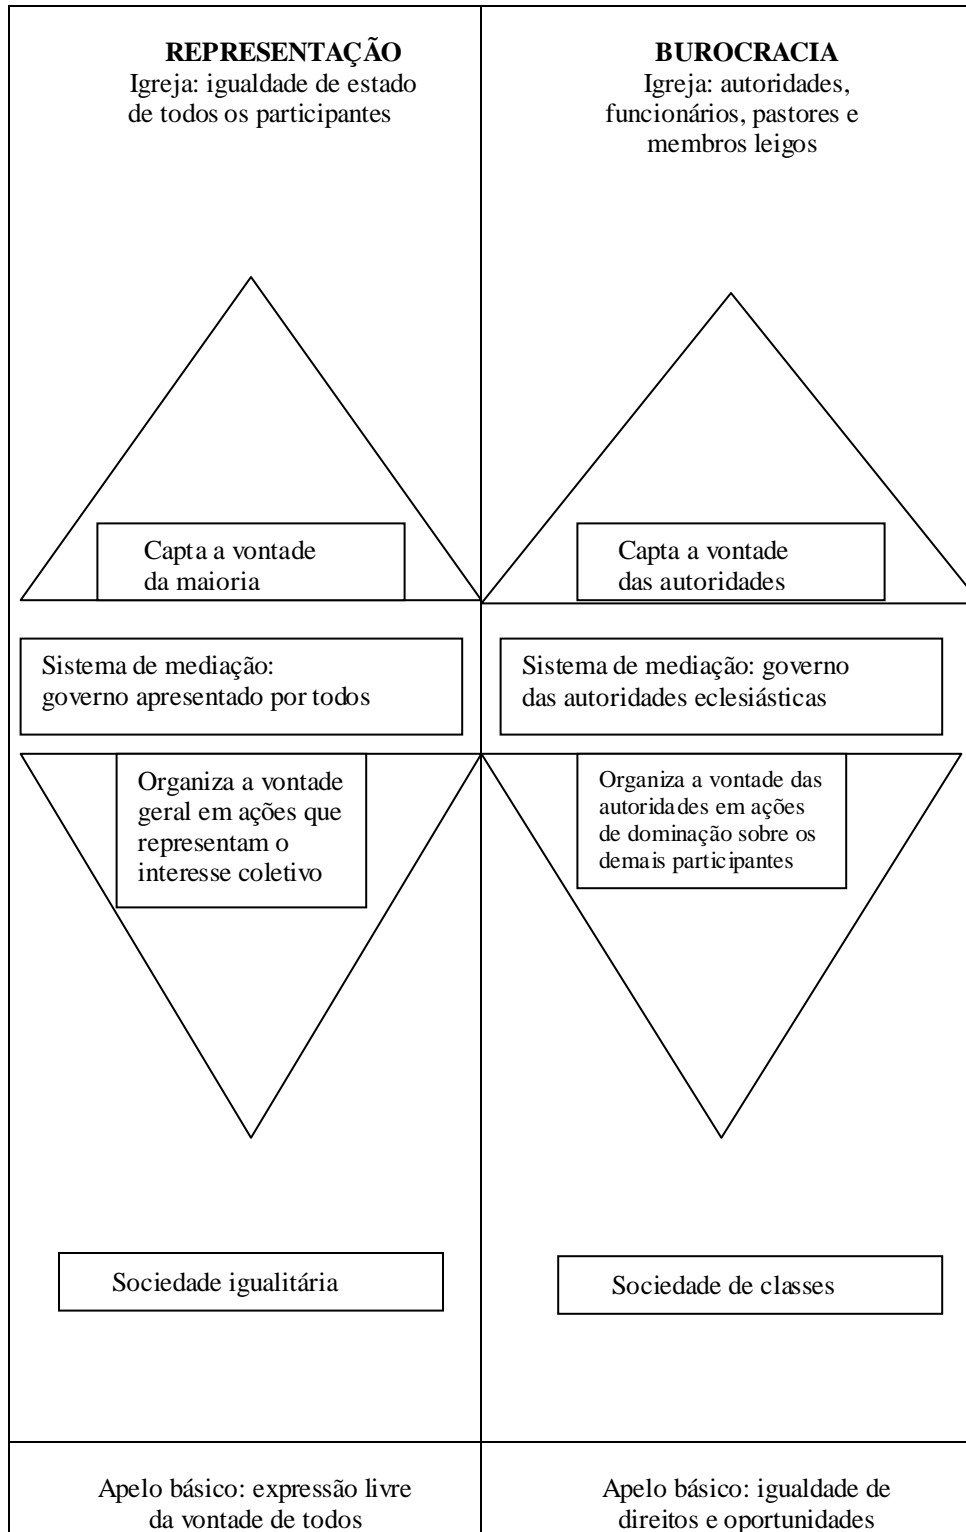 REPRESENTAÇÃO
Igreja: igualdade de estado
de todos os participantes
Capta a vontade
da maioria
Sistema de mediação:
governo apresentado por todos
Organiza a vontade
geral em ações que
representam o
interesse coletivo
Sociedade igualitária
Apelo básico: expressão livre
da vontade de todos
BUROCRACIA
Igreja: autoridades,
funcionários, pastores e
membros leigos
Capta a vontade
das autoridades
Sistema de mediação: governo
das autoridades eclesiásticas
Organiza a vontade das
autoridades em ações
de dominação sobre os
demais participantes
Sociedade de classes
Apelo básico: igualdade de
direitos e oportunidades